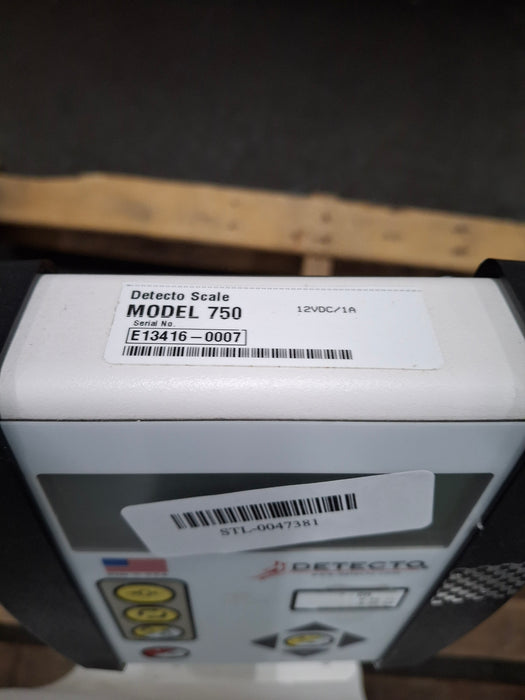 Detecto Scale
MODEL 750
12VDC/1A
Serial No.
E13416-0007
STL-0047381
DETECTO